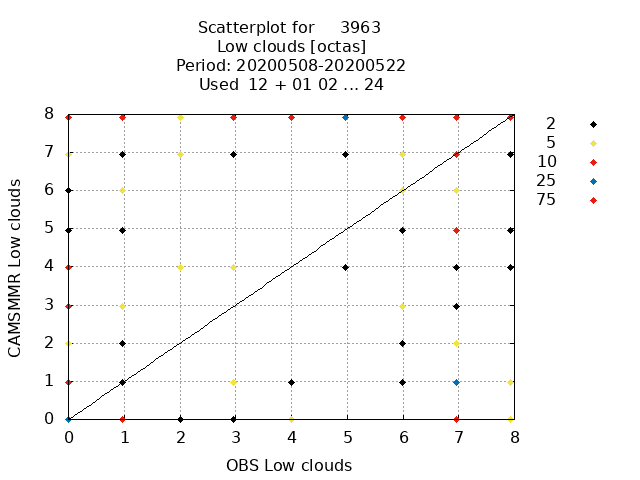 Scatterplot for 3963
Low clouds [octas]
Period: 20200508-20200522
Used 12 + 01 02 ... 24
8
7
6
5
4
3
2
1
0
CAMSMMR Low clouds
0 1 2 3 4 5 6 7 8
OBS Low clouds
2
5
10
25
75